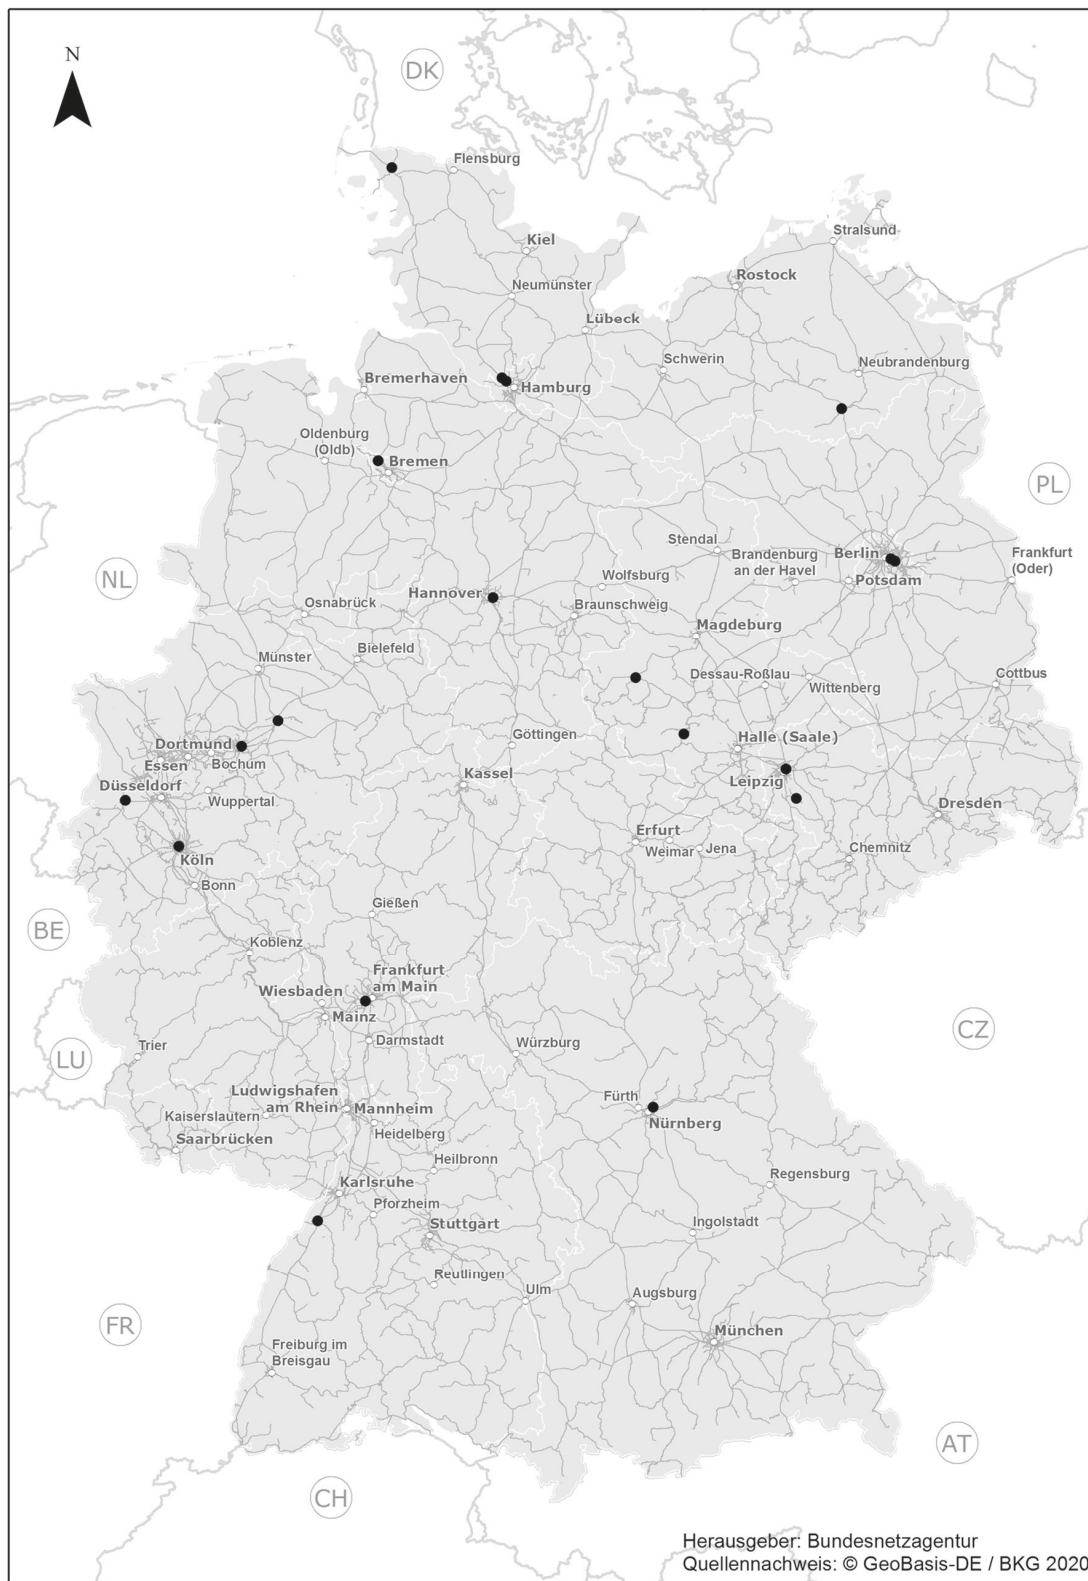 N
DK
Flensburg
Kiel
Stralsund
Rostock
Neumünster
Lübeck
Schwerin
Neubrandenburg
Bremerhaven
Hamburg
Oldenburg
(Oldb)
Bremen
PL
Stendal
Berlin
Brandenburg
an der Havel
Frankfurt
(Oder)
NL
Wolfsburg
Potsdam
Hannover
Osnabrück
Braunschweig
Magdeburg
Bielefeld
Münster
Dessau-Roßlau
Wittenberg
Cottbus
Göttingen
Halle (Saale)
Dortmund
Bochum
Essen
Kassel
Leipzig
Düsseldorf
Wuppertal
Dresden
Erfurt
Weimar
Jena
Chemnitz
Köln
Bonn
Gießen
BE
Koblenz
Frankfurt
am Main
Wiesbaden
Mainz
CZ
Darmstadt
Würzburg
Trier
LU
Ludwigshafen
am Rhein
Fürth
Mannheim
Kaiserslautern
Nürnberg
Heidelberg
Saarbrücken
Heilbronn
Regensburg
Karlsruhe
Pforzheim
Stuttgart
Ingolstadt
Reutlingen
Ulm
Augsburg
FR
München
Freiburg im
Breisgau
AT
CH
Herausgeber: Bundesnetzagentur
Quellennachweis: © GeoBasis-DE / BKG 2020